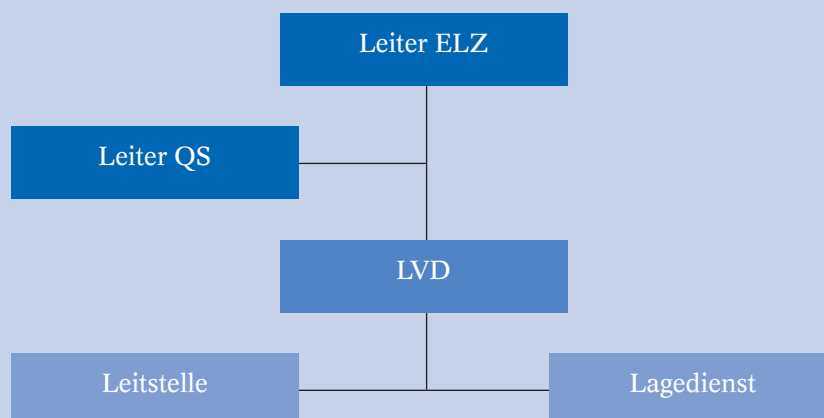 Leiter ELZ
Leiter QS
LVD
Leitstelle
Lagedienst